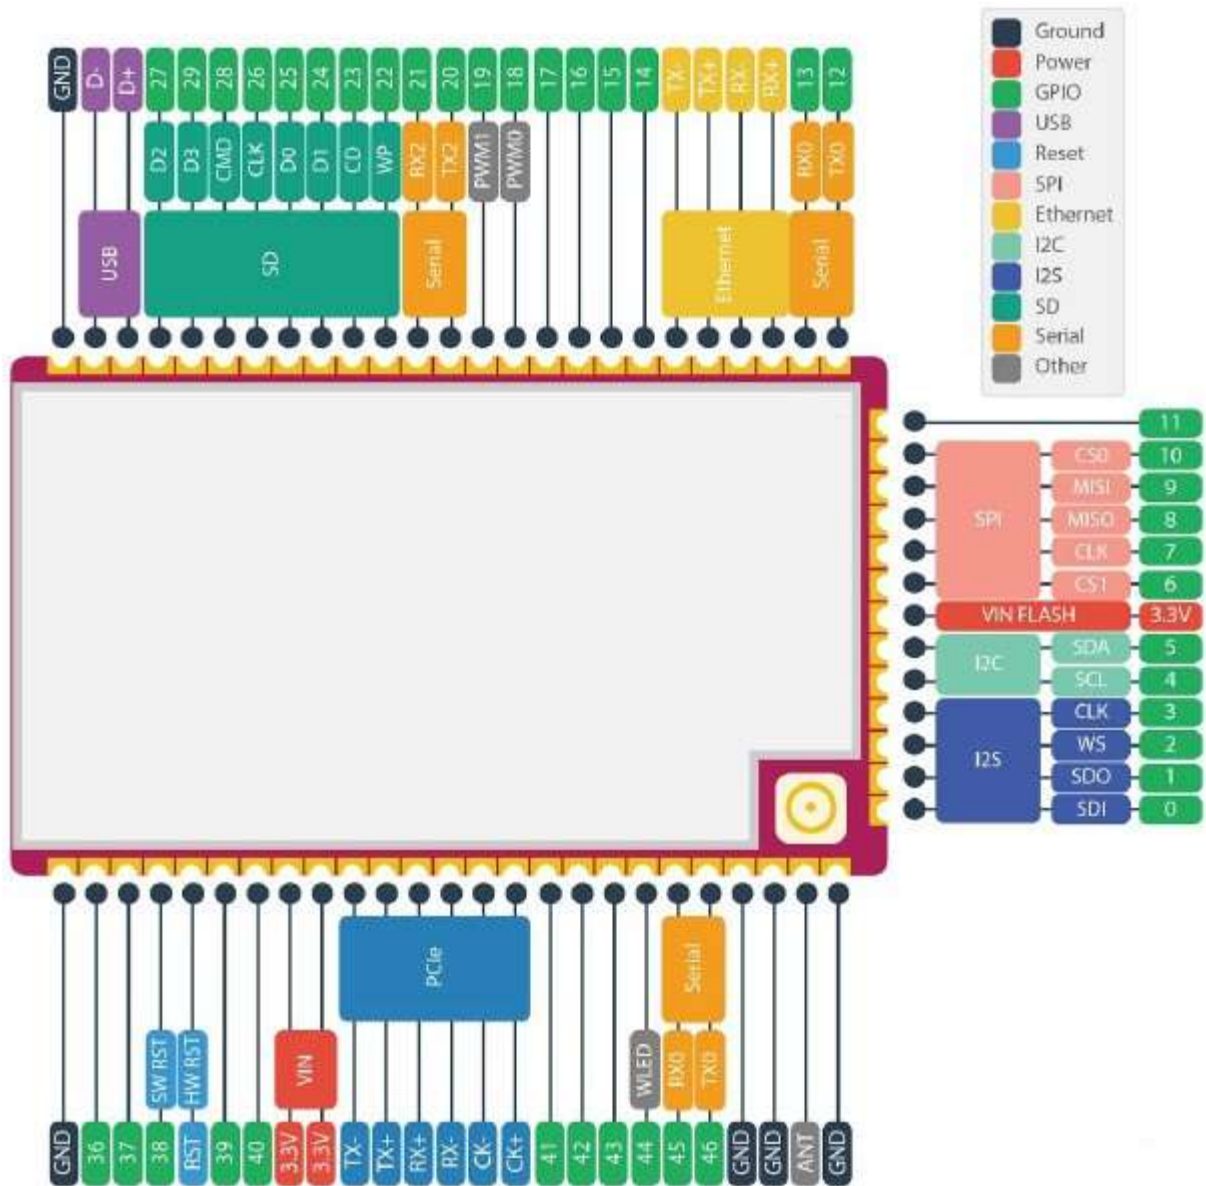 Ground
Power
GPIO
USB
Reset
SPI
Ethernet
I2C
I2S
SD
Serial
Other
GND D- D+ 27 29 28 26 25 24 23 22 21 20 19 18 17 16 15 14 TX- TX+ RX- RX+ 13 12
D2 D3 CMD CLK D0 D1 CD WP RX2 TX2 PWM1 PWM0 RX0 TX0
USB SD Serial Ethernet Serial
11
CS0 10
MISI 9
SPI MISO 8
CLK 7
CS1 6
VIN FLASH 3.3V
I2C SDA 5
SCL 4
CLK 3
I2S WS 2
SDO 1
SDI 0
PCIe Serial
SW RST HW RST VIN WLED RX0 TX0
GND 36 37 38 RST 39 40 3.3V 3.3V TX- TX+ RX+ RX- CK- CK+ 41 42 43 44 45 46 GND GND ANT GND